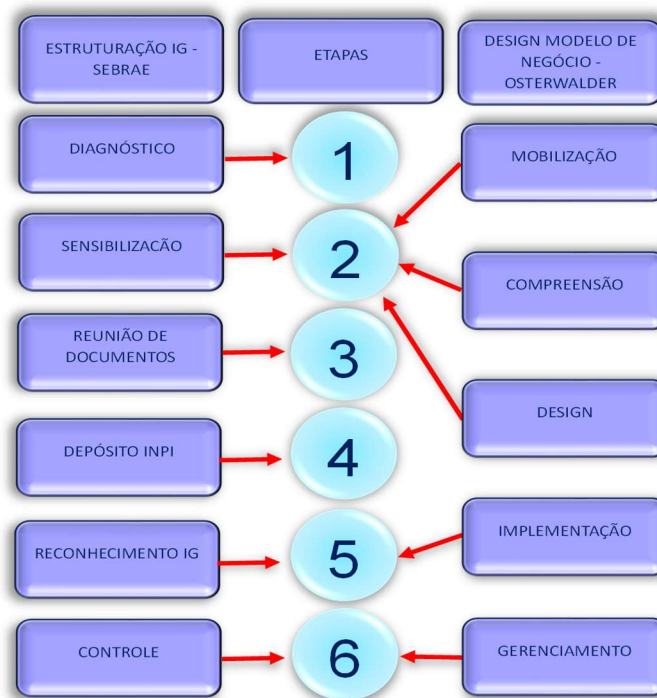 ESTRUTURAÇÃO IG -
SEBRAE
ETAPAS
DESIGN MODELO DE
NEGÓCIO -
OSTERWALDER
DIAGNÓSTICO
1
MOBILIZAÇÃO
SENSIBILIZACÃO
2
COMPREENSÃO
REUNIÃO DE
DOCUMENTOS
3
DESIGN
DEPÓSITO INPI
4
RECONHECIMENTO IG
5
IMPLEMENTAÇÃO
CONTROLE
6
GERENCIAMENTO